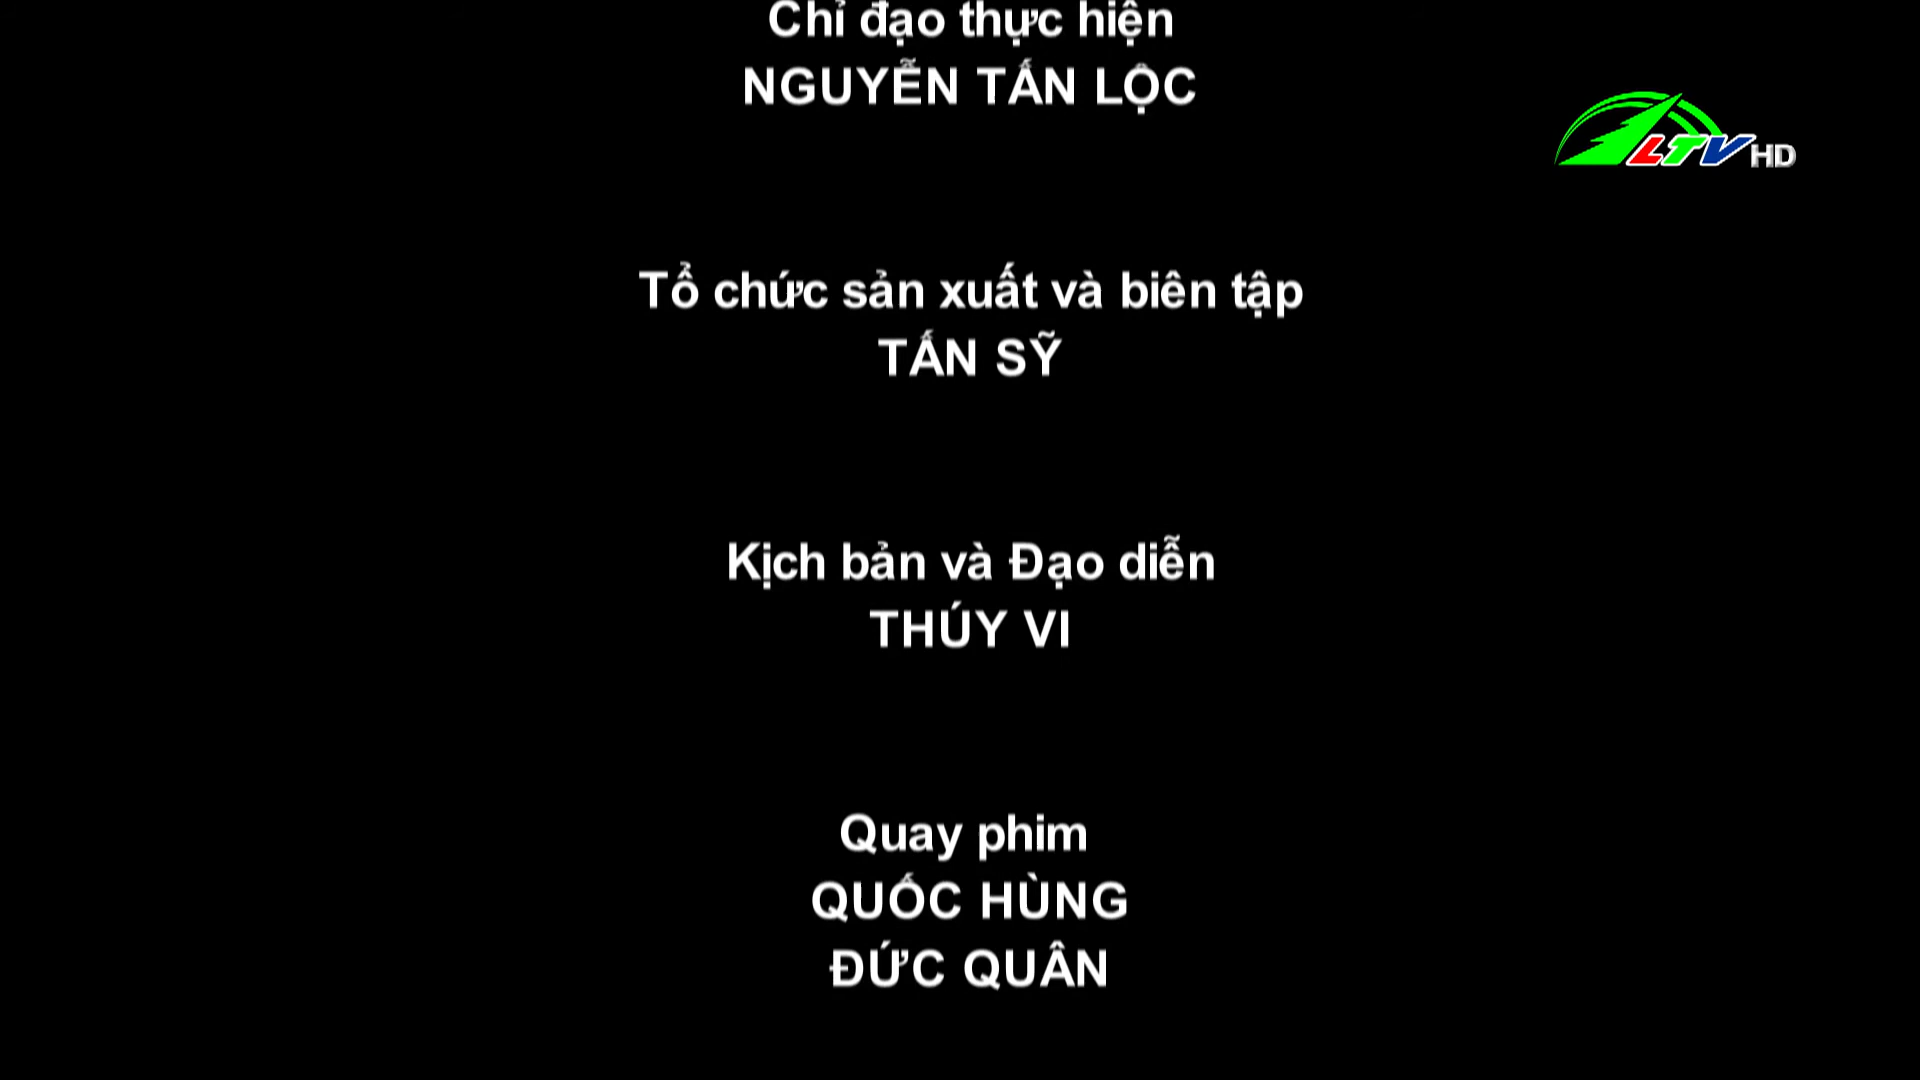 Chỉ đạo thực hiện
NGUYỄN TẤN LỘC
LTV HD
Tổ chức sản xuất và biên tập
TẤN SỸ
Kịch bản và Đạo diễn
THÚY VI
Quay phim
QUỐC HÙNG
ĐỨC QUÂN